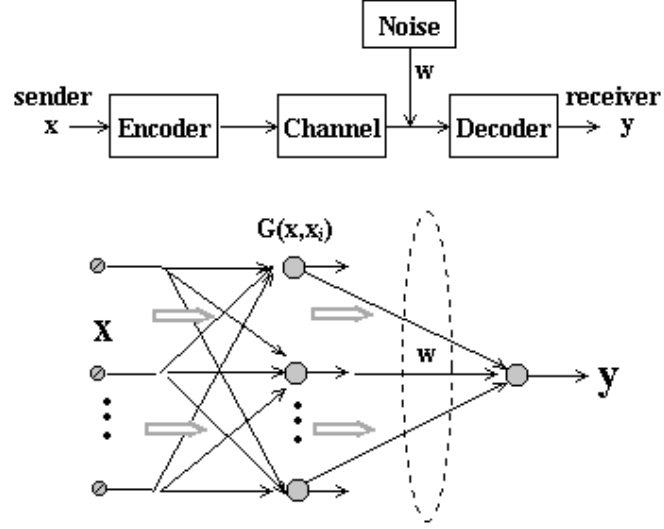 Noise
w
sender
receiver
x
Encoder
Channel
Decoder
y
G(x,xᵢ)
x
w
y